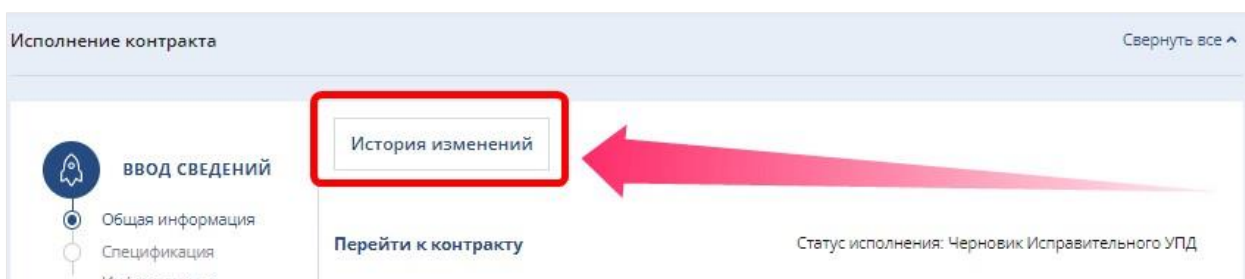 Исполнение контракта
Свернуть все
История изменений
ВВОД СВЕДЕНИЙ
Общая информация
Спецификация
Перейти к контракту
Статус исполнения: Черновик Исправительного УПД